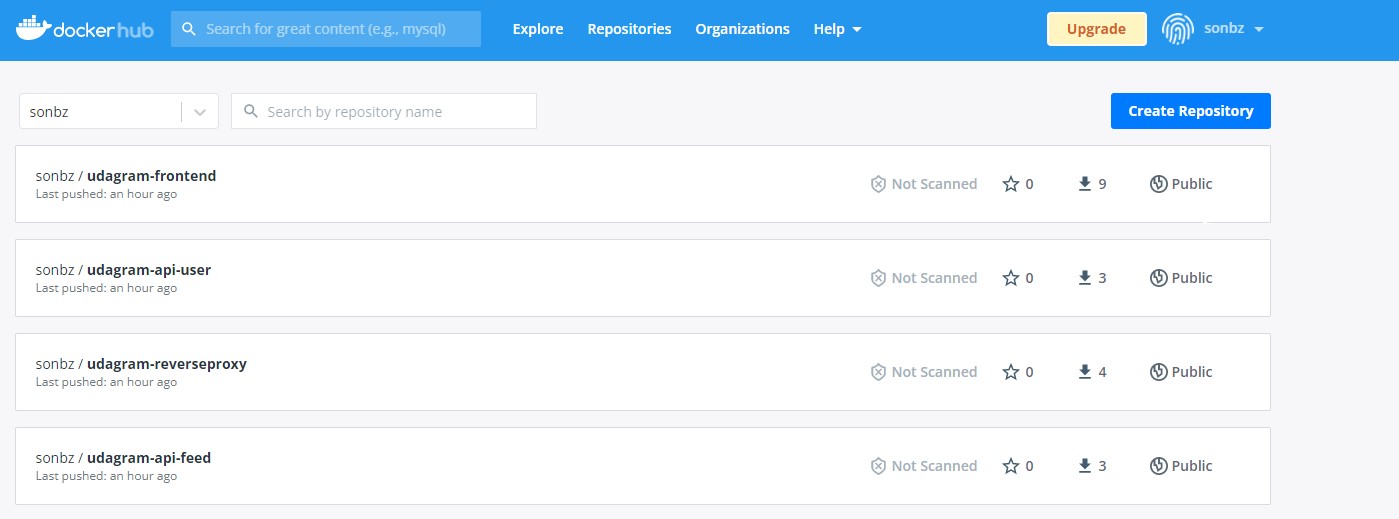 docker hub Search for great content (e.g., mysql) Explore Repositories Organizations Help Upgrade sonbz
sonbz Search by repository name Create Repository
sonbz / udagram-frontend Not Scanned 0 9 Public
Last pushed: an hour ago
sonbz / udagram-api-user Not Scanned 0 3 Public
Last pushed: an hour ago
sonbz / udagram-reverseproxy Not Scanned 0 4 Public
Last pushed: an hour ago
sonbz / udagram-api-feed Not Scanned 0 3 Public
Last pushed: an hour ago